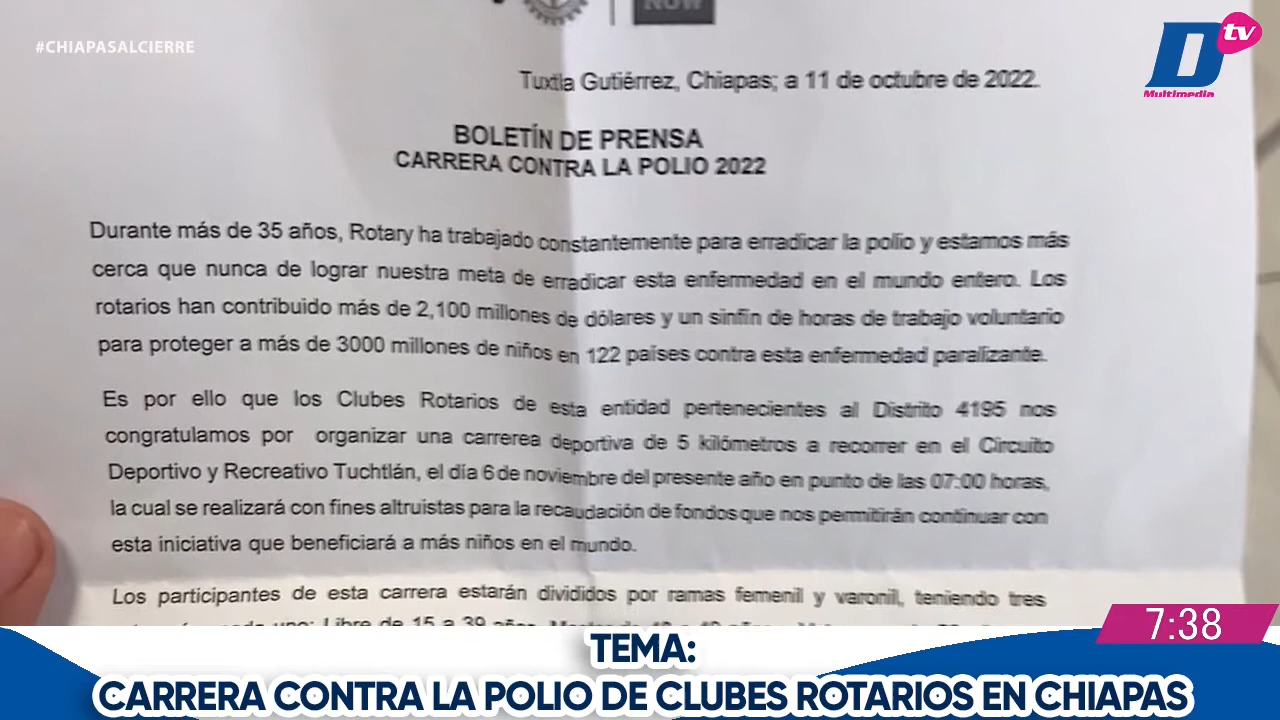 NOW
#CHIAPASALCIERRE
D tv
Multimedia
Tuxtla Gutiérrez, Chiapas; a 11 de octubre de 2022.
BOLETÍN DE PRENSA
CARRERA CONTRA LA POLIO 2022
Durante más de 35 años, Rotary ha trabajado constantemente para erradicar la polio y estamos más
cerca que nunca de lograr nuestra meta de erradicar esta enfermedad en el mundo entero. Los
rotarios han contribuido más de 2,100 millones de dólares y un sinfín de horas de trabajo voluntario
para proteger a más de 3000 millones de niños en 122 países contra esta enfermedad paralizante.
Es por ello que los Clubes Rotarios de esta entidad pertenecientes al Distrito 4195 nos
congratulamos por organizar una carrerea deportiva de 5 kilómetros a recorrer en el Circuito
Deportivo y Recreativo Tuchtlán, el día 6 de noviembre del presente año en punto de las 07:00 horas,
la cual se realizará con fines altruistas para la recaudación de fondos que nos permitirán continuar con
esta iniciativa que beneficiará a más niños en el mundo.
Los participantes de esta carrera estarán divididos por ramas femenil y varonil, teniendo tres
Libre de 15 a 39 años,
7:38
TEMA:
CARRERA CONTRA LA POLIO DE CLUBES ROTARIOS EN CHIAPAS